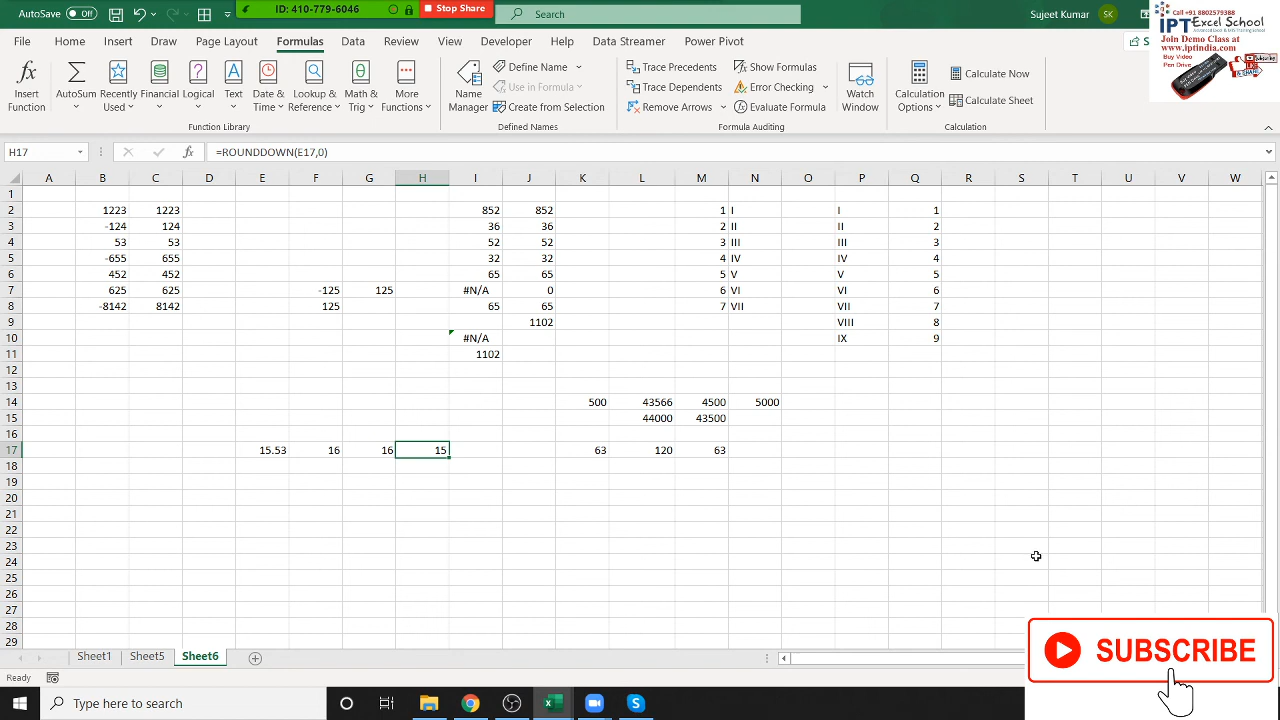 AutoSave Off
ID: 410-779-6046
Stop Share
Search
Sujeet Kumar
SK
Call +91 8802579388
IPT Excel School
Advanced Excel & MIS Training School
Join Demo Class at
www.iptindia.com
Buy Video
Pen Drive
File Home Insert Draw Page Layout Formulas Data Review View Developer Help Data Streamer Power Pivot
Insert Function
AutoSum
Recently Used
Financial
Logical
Text
Date & Time
Lookup & Reference
Math & Trig
More Functions
Function Library
Name Manager
Define Name
Use in Formula
Create from Selection
Defined Names
Trace Precedents
Trace Dependents
Remove Arrows
Show Formulas
Error Checking
Evaluate Formula
Formula Auditing
Watch Window
Calculation Options
Calculate Now
Calculate Sheet
Calculation
H17
fx
=ROUNDDOWN(E17,0)
A B C D E F G H I J K L M N O P Q R S T U V W
1
2 1223 1223 852 852 1 I I 1
3 -124 124 36 36 2 II II 2
4 53 53 52 52 3 III III 3
5 -655 655 32 32 4 IV IV 4
6 452 452 65 65 5 V V 5
7 625 625 -125 125 #N/A 0 6 VI VI 6
8 -8142 8142 125 65 65 7 VII VII 7
9 1102 VIII 8
10 #N/A IX 9
11 1102
12
13
14 500 43566 4500 5000
15 44000 43500
16
17 15.53 16 16 15 63 120 63
18
19
20
21
22
23
24
25
26
27
28
29
Sheet1 Sheet5 Sheet6
Ready
SUBSCRIBE
Type here to search